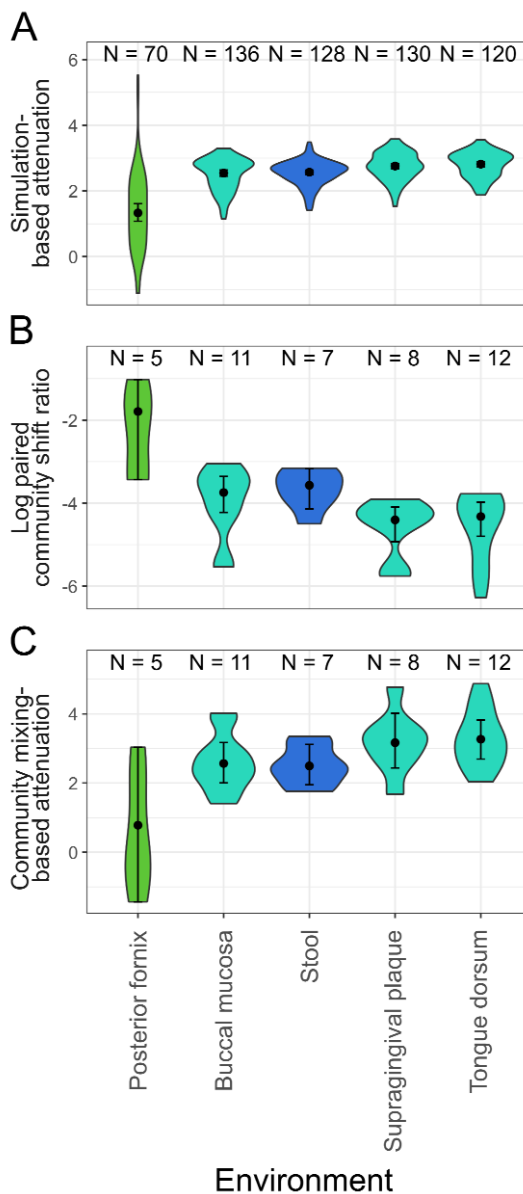 A
N = 70 N = 136 N = 128 N = 130 N = 120
Simulation-
based attenuation
6
4
2
0
B
N = 5 N = 11 N = 7 N = 8 N = 12
Log paired
community shift ratio
-2
-4
-6
C
N = 5 N = 11 N = 7 N = 8 N = 12
Community mixing-
based attenuation
4
2
0
Posterior fornix
Buccal mucosa
Stool
Supragingival plaque
Tongue dorsum
Environment